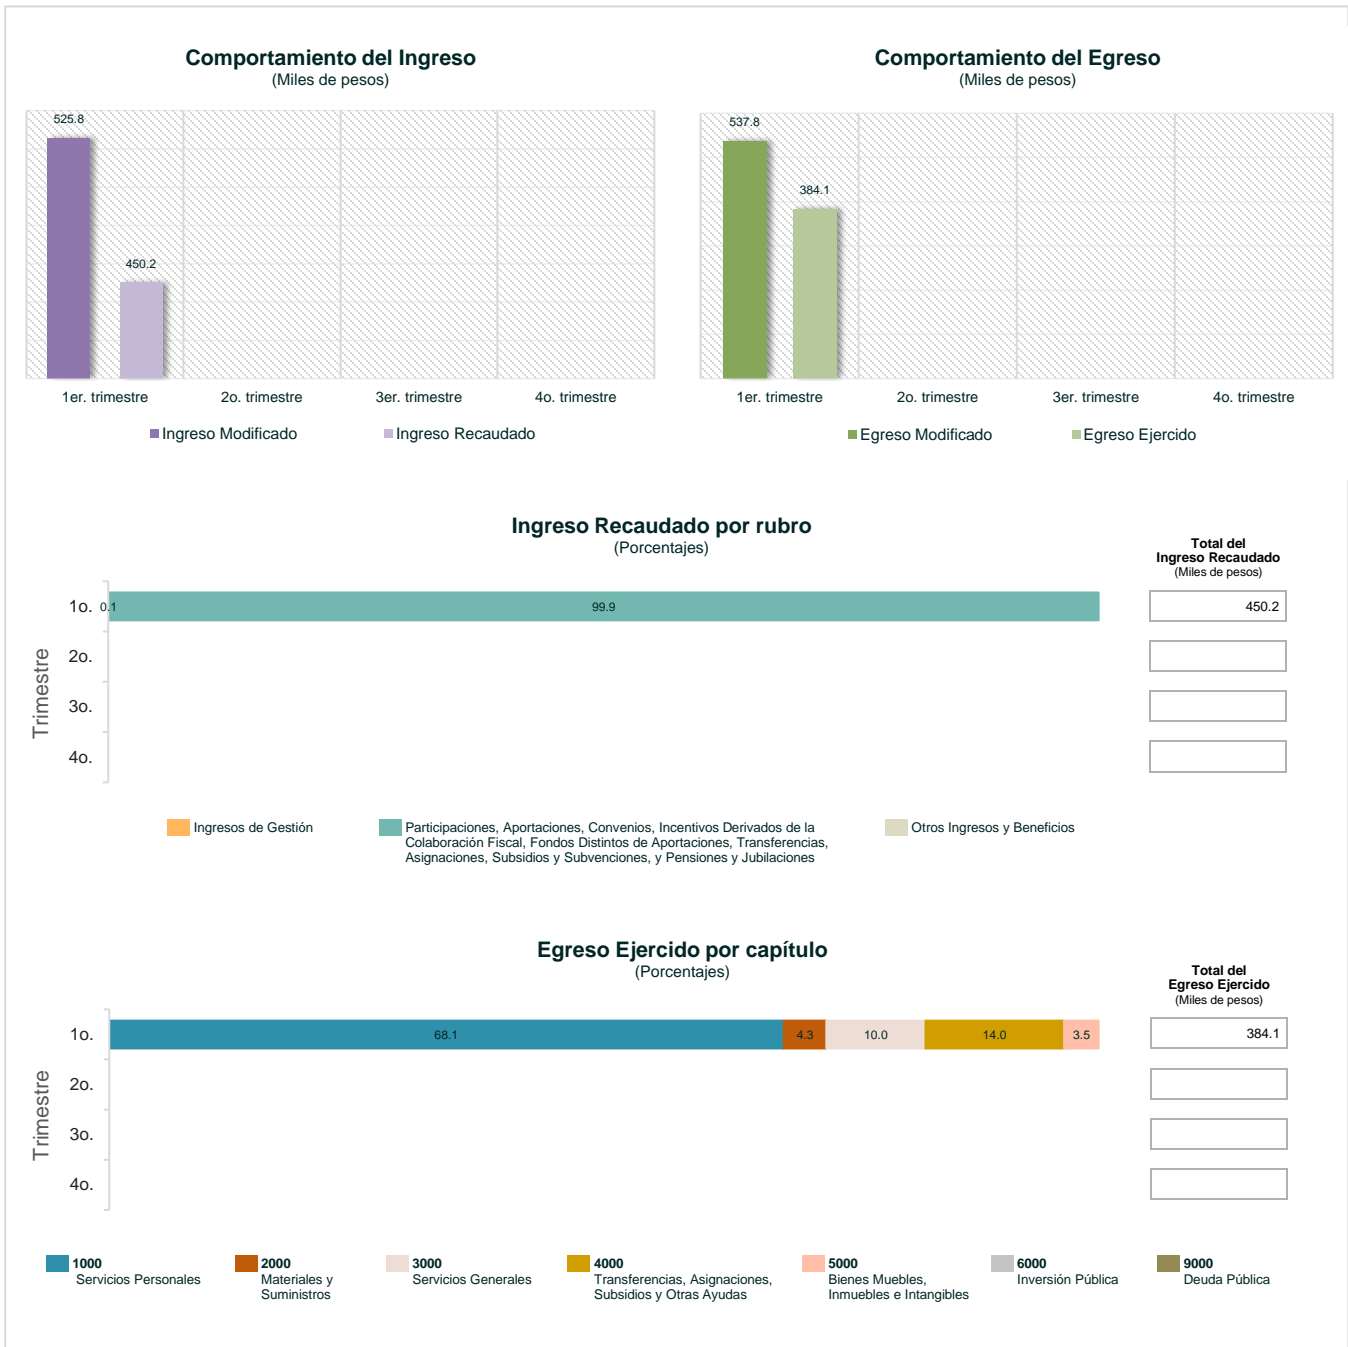 Comportamiento del Ingreso
(Miles de pesos)
525.8
450.2
1er. trimestre
2o. trimestre
3er. trimestre
4o. trimestre
Ingreso Modificado
Ingreso Recaudado
Comportamiento del Egreso
(Miles de pesos)
537.8
384.1
1er. trimestre
2o. trimestre
3er. trimestre
4o. trimestre
Egreso Modificado
Egreso Ejercido
Ingreso Recaudado por rubro
(Porcentajes)
Total del
Ingreso Recaudado
(Miles de pesos)
Trimestre
1o.
0.1
99.9
450.2
2o.
3o.
4o.
Ingresos de Gestión
Participaciones, Aportaciones, Convenios, Incentivos Derivados de la
Colaboración Fiscal, Fondos Distintos de Aportaciones, Transferencias,
Asignaciones, Subsidios y Subvenciones, y Pensiones y Jubilaciones
Otros Ingresos y Beneficios
Egreso Ejercido por capítulo
(Porcentajes)
Total del
Egreso Ejercido
(Miles de pesos)
Trimestre
1o.
68.1
4.3
10.0
14.0
3.5
384.1
2o.
3o.
4o.
1000
Servicios Personales
2000
Materiales y
Suministros
3000
Servicios Generales
4000
Transferencias, Asignaciones,
Subsidios y Otras Ayudas
5000
Bienes Muebles,
Inmuebles e Intangibles
6000
Inversión Pública
9000
Deuda Pública